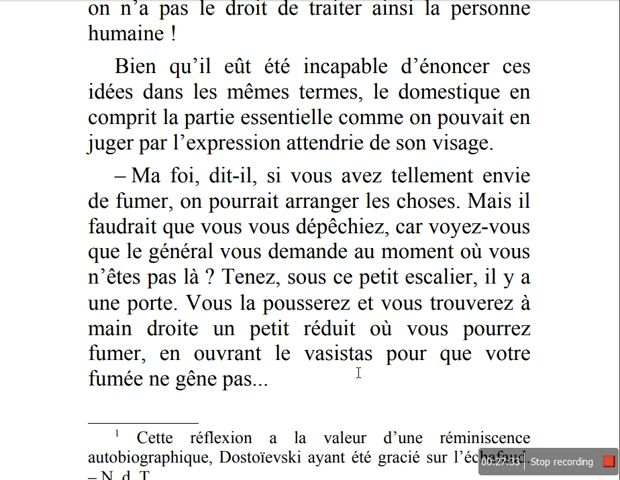 on n’a pas le droit de traiter ainsi la personne
humaine !
Bien qu’il eût été incapable d’énoncer ces
idées dans les mêmes termes, le domestique en
comprit la partie essentielle comme on pouvait en
juger par l’expression attendrie de son visage.
– Ma foi, dit-il, si vous avez tellement envie
de fumer, on pourrait arranger les choses. Mais il
faudrait que vous vous dépêchiez, car voyez-vous
que le général vous demande au moment où vous
n’êtes pas là ? Tenez, sous ce petit escalier, il y a
une porte. Vous la pousserez et vous trouverez à
main droite un petit réduit où vous pourrez
fumer, en ouvrant le vasistas pour que votre
fumée ne gêne pas...
1 Cette réflexion a la valeur d’une réminiscence
autobiographique, Dostoïevski ayant été gracié sur l’échafaud.
– N. d. T.
Stop recording